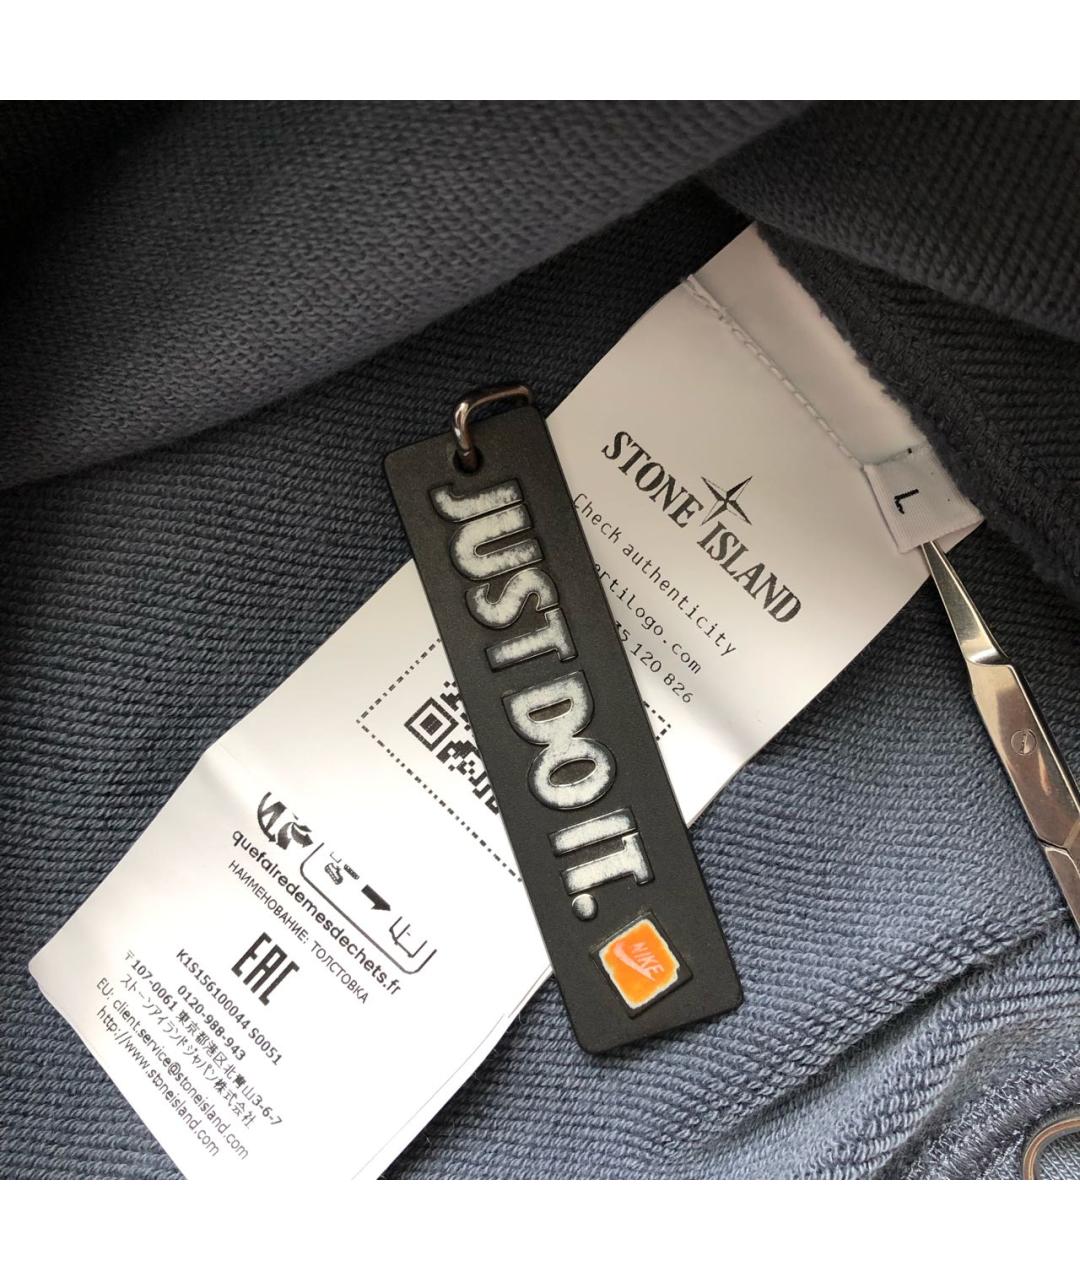 STONE ISLAND
L
Check authenticity
120 826
JUST DO IT.
NIKE
quefairedemesdechets.fr
НАИМЕНОВАНИЕ: ТОЛСТОВКА
EAC
K1S156100044 S0051
0120-988-943
〒107-0061 東京都港区北青山3-6-7
ストーンアイランドジャパン株式会社
EU: client.service@stoneisland.com
http://www.stoneisland.com